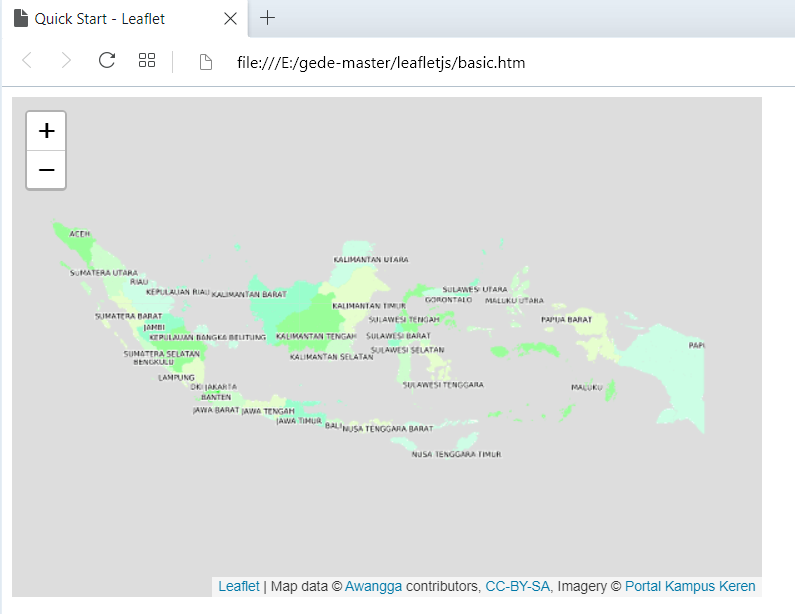 Quick Start - Leaflet
file:///E:/gede-master/leafletjs/basic.htm
+
−
ACEH
SUMATERA UTARA
KALIMANTAN UTARA
RIAU
KEPULAUAN RIAU
KALIMANTAN BARAT
SULAWESI UTARA
GORONTALO
MALUKU UTARA
KALIMANTAN TIMUR
SUMATERA BARAT
SULAWESI TENGAH
PAPUA BARAT
JAMBI
KEPULAUAN BANGKA BELITUNG
KALIMANTAN TENGAH
SULAWESI BARAT
PAPU
SUMATERA SELATAN
KALIMANTAN SELATAN
SULAWESI SELATAN
BENGKULU
LAMPUNG
SULAWESI TENGGARA
DKI JAKARTA
MALUKU
BANTEN
JAWA BARAT
JAWA TENGAH
JAWA TIMUR
BALI
NUSA TENGGARA BARAT
NUSA TENGGARA TIMUR
Leaflet | Map data © Awangga contributors, CC-BY-SA, Imagery © Portal Kampus Keren